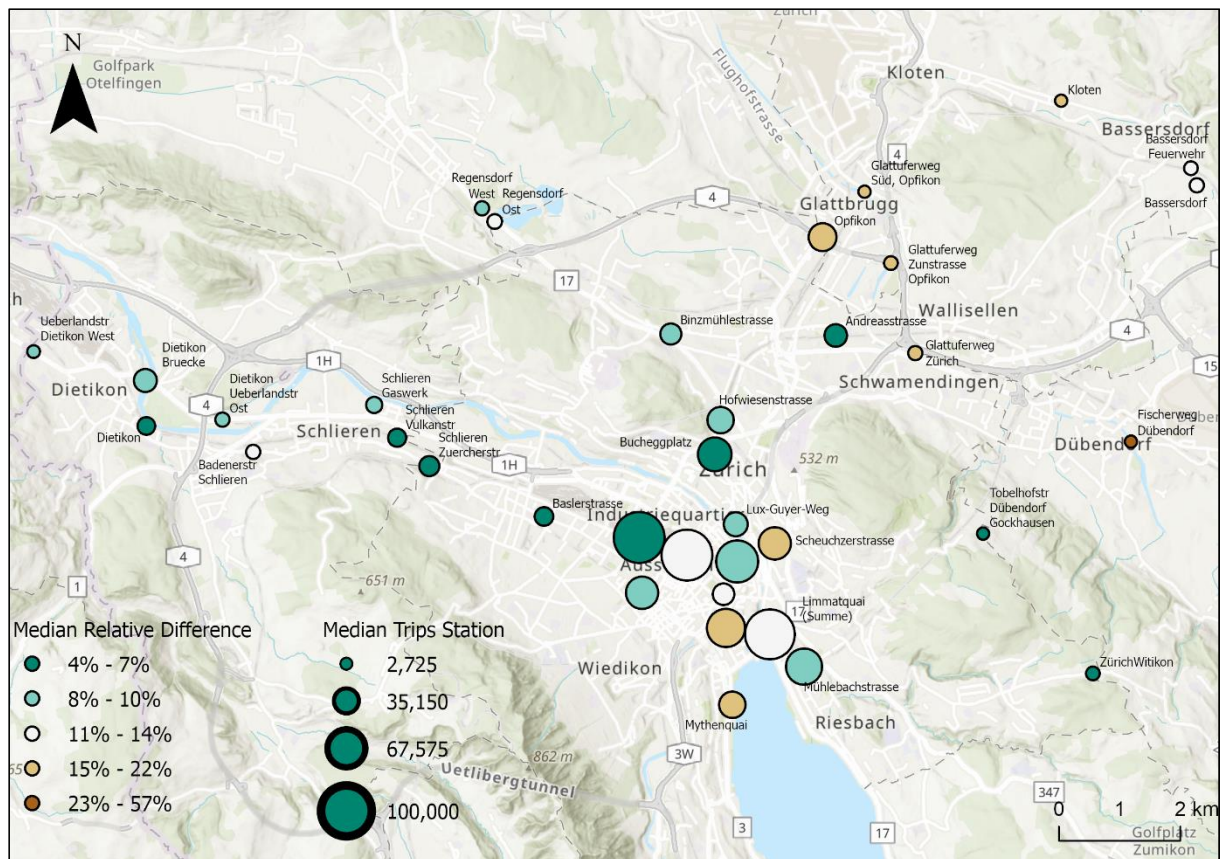 Zürich
N
Golfpark
Otelfingen
Flughofstrasse
Kloten
Kloten
4
Bassersdorf
Bassersdorf
Feuerwehr
Bassersdorf
Glattuferweg
Süd, Opfikon
Regensdorf
West
Regensdorf
Ost
4
Glattbrugg
Opfikon
Glattuferweg
Zunstrasse
Opfikon
17
h
Ueberlandstr
Dietikon West
Binzmühlestrasse
Andreasstrasse
Wallisellen
4
Dietikon
Bruecke
1H
Glattuferweg
Zürich
15
Dietikon
Dietikon
Ueberlandstr
Ost
Schlieren
Gaswerk
Schwamendingen
4
Hofwiesenstrasse
Schlieren
Vulkanstr
Fischerweg
Dübendorf
Dietikon
Schlieren
Schlieren
Zuercherstr
Bucheggplatz
Dübendorf
Badenerstr
Schlieren
1H
532 m
Zürich
Tobelhofstr
Dübendorf
Gockhausen
Baslerstrasse
Industriequartier
Lux-Guyer-Weg
Scheuchzerstrasse
4
Auss
651 m
1
Limmatquai
(Summe)
17
Median Relative Difference
4% - 7%
8% - 10%
11% - 14%
15% - 22%
23% - 57%
Median Trips Station
2,725
35,150
67,575
100,000
Wiedikon
ZürichWitikon
Mühlebachstrasse
Mythenquai
Riesbach
862 m
3W
Uetlibergtunnel
347
0 1 2 km
3
17
Golfplatz
Zumikon